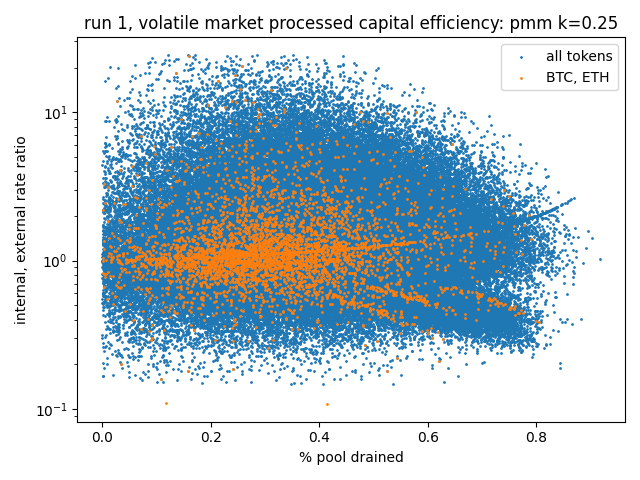 run 1, volatile market processed capital efficiency: pmm k=0.25
all tokens
BTC, ETH
internal, external rate ratio
10¹
10⁰
10⁻¹
0.0 0.2 0.4 0.6 0.8
% pool drained